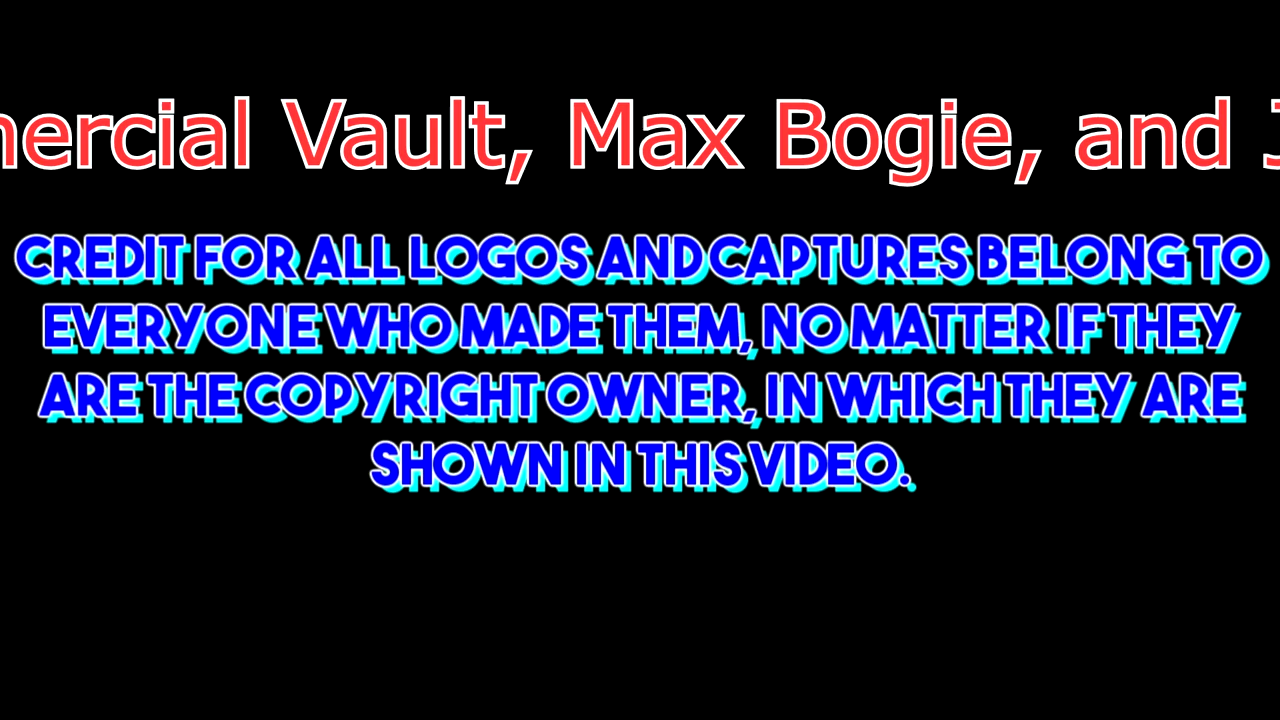 mercial Vault, Max Bogie, and J
CREDIT FOR ALL LOGOS AND CAPTURES BELONG TO
EVERYONE WHO MADE THEM, NO MATTER IF THEY
ARE THE COPYRIGHT OWNER, IN WHICH THEY ARE
SHOWN IN THIS VIDEO.